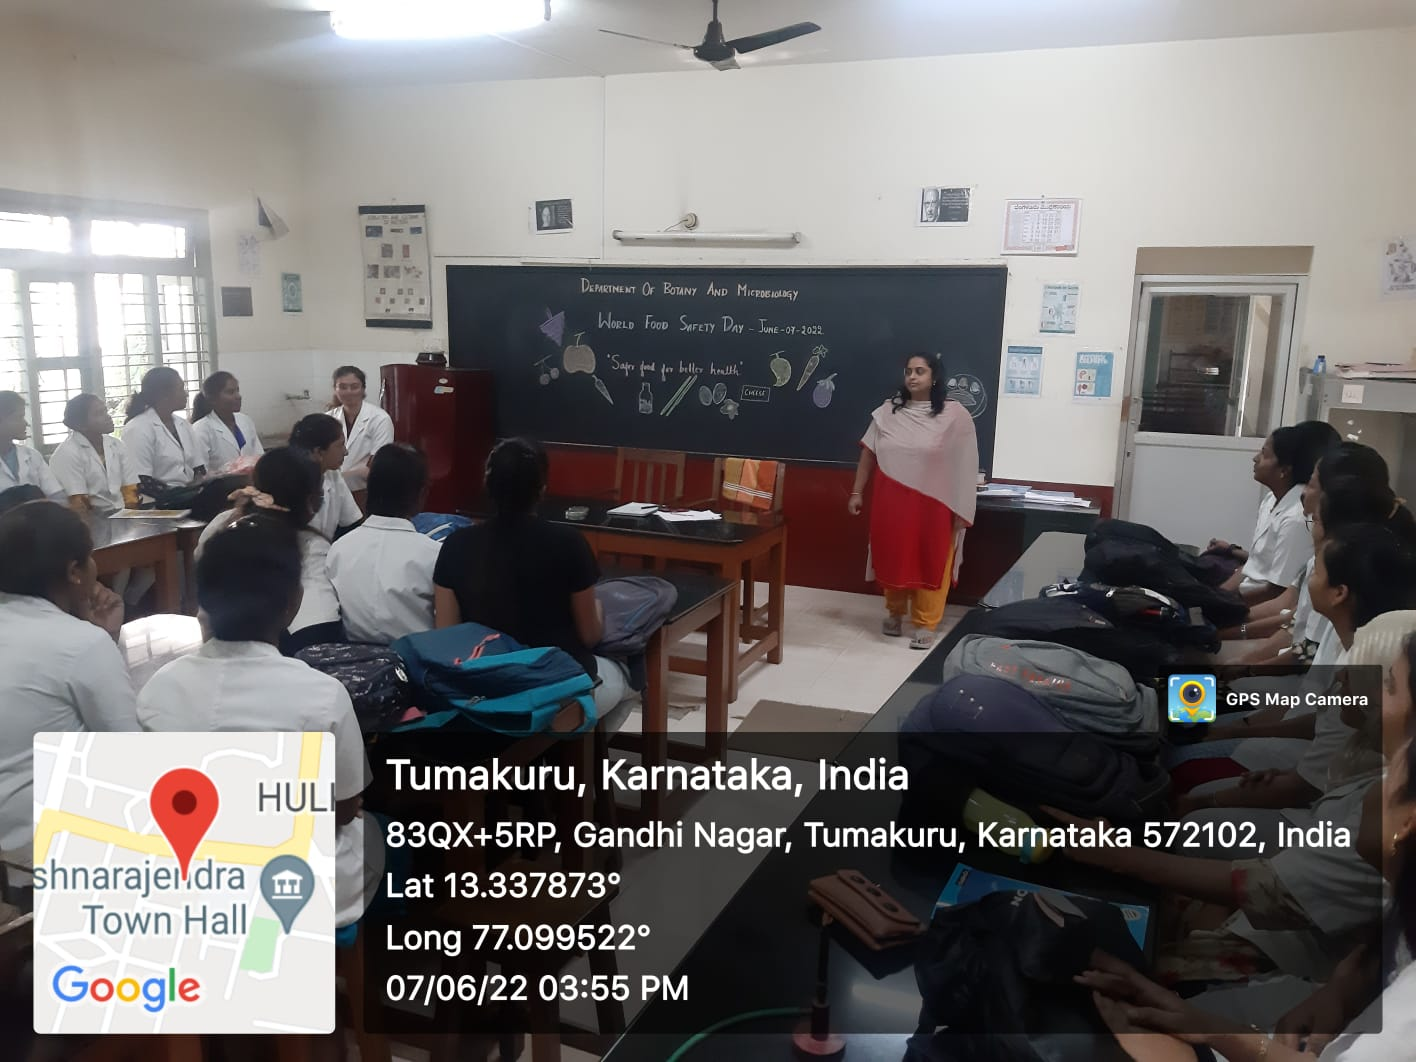 DEPARTMENT OF BOTANY AND MICROBIOLOGY
WORLD FOOD SAFETY DAY - JUNE-07-2022
"Safer food for better health"
CHEESE
GPS Map Camera
HULI
shnarajendra
Town Hall
Google
Tumakuru, Karnataka, India
83QX+5RP, Gandhi Nagar, Tumakuru, Karnataka 572102, India
Lat 13.337873°
Long 77.099522°
07/06/22 03:55 PM